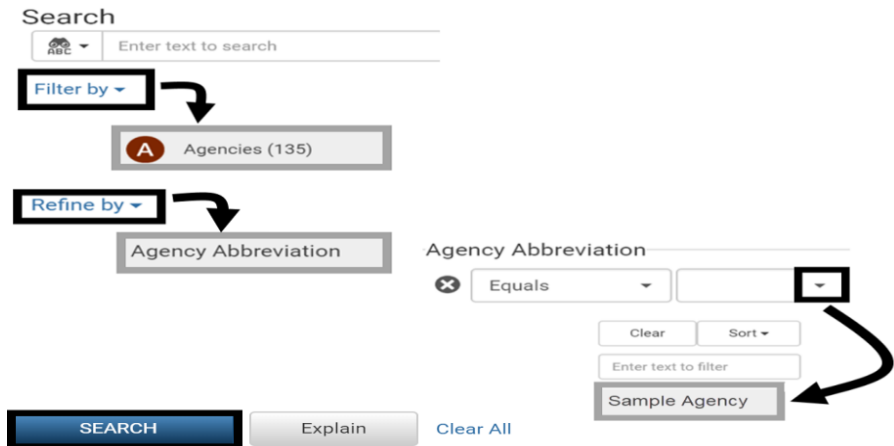 Search
ABC
Enter text to search
Filter by
A Agencies (135)
Refine by
Agency Abbreviation
Agency Abbreviation
Equals
Clear Sort
Enter text to filter
Sample Agency
SEARCH Explain Clear All